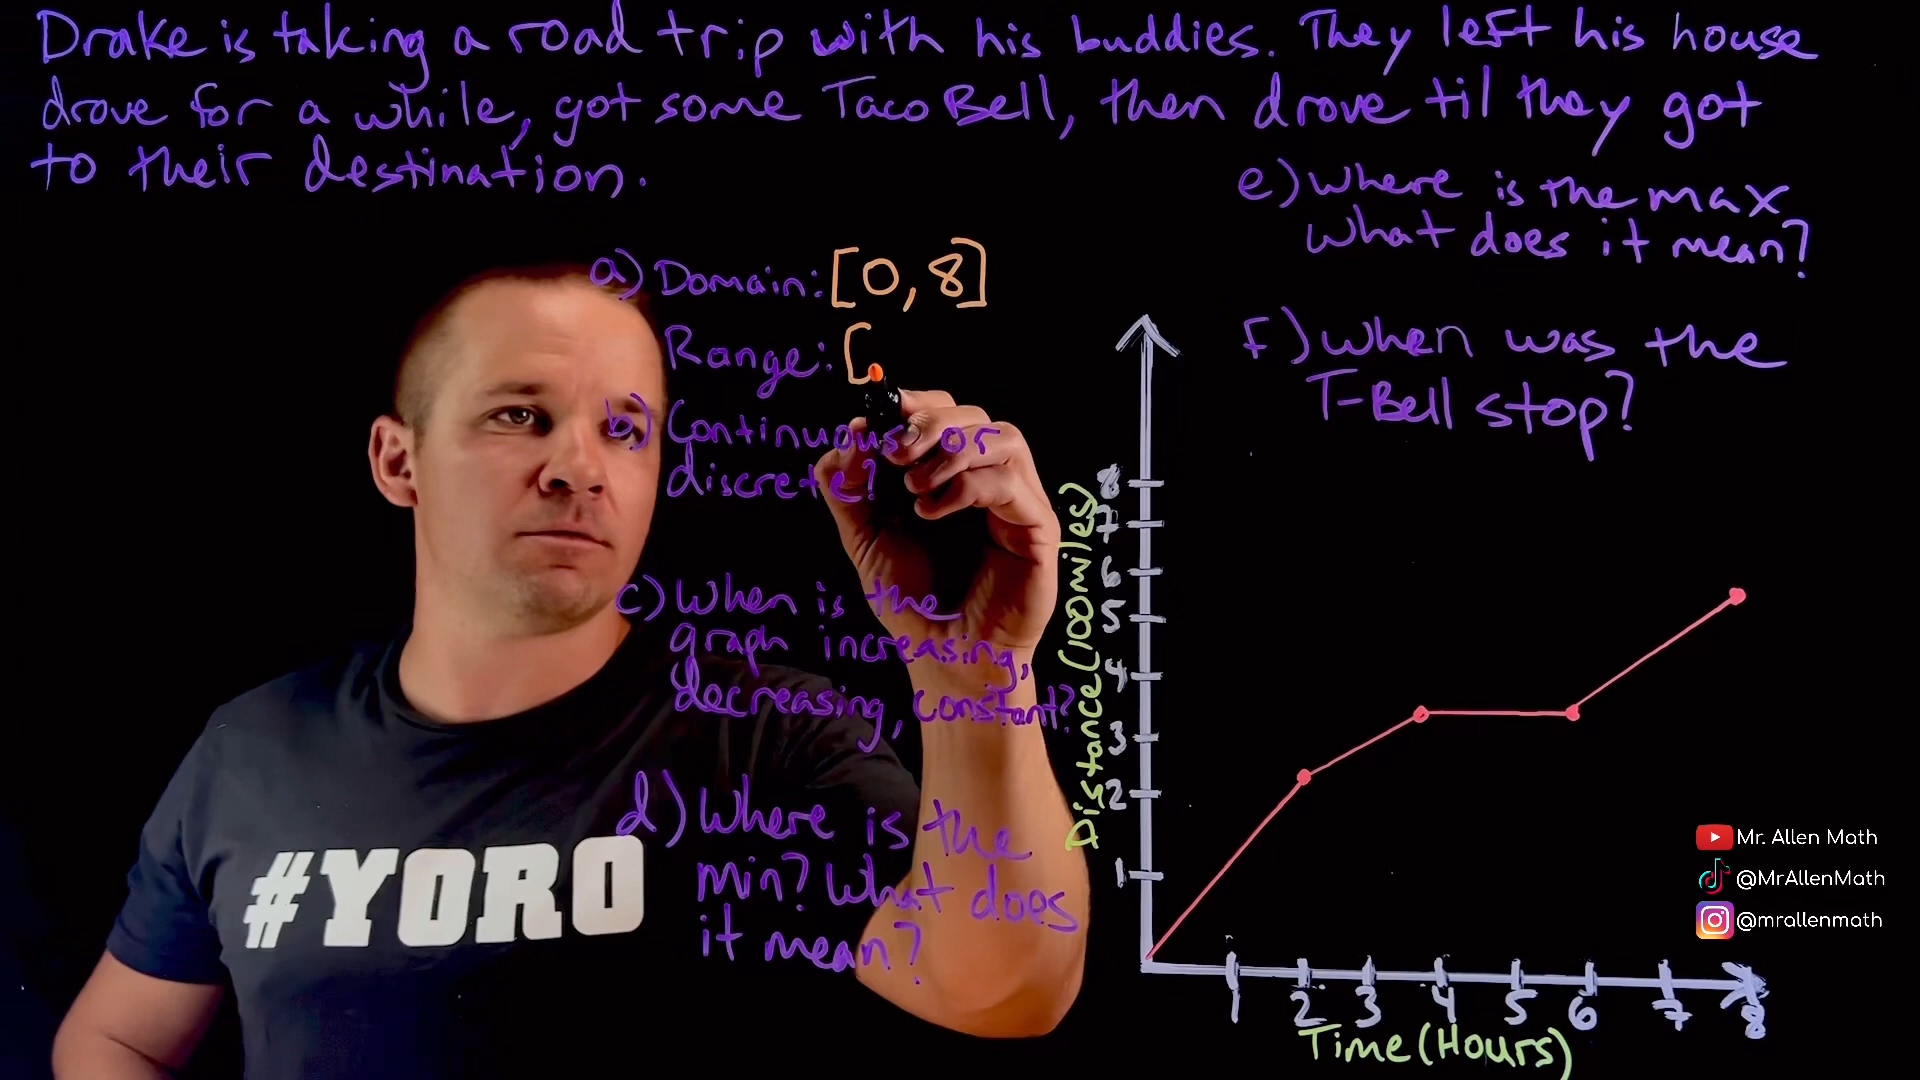 Drake is taking a road trip with his buddies. They left his house
drove for a while, got some Taco Bell, then drove til they got
to their destination.
a) Domain: [0, 8]
Range: [
b) Continuous or
discrete?
c) When is the
graph increasing,
decreasing, constant?
d) Where is the
min? What does
it mean?
e) Where is the max
What does it mean?
f) When was the
T-Bell stop?
Distance (100miles)
8
7
6
5
4
3
2
1
1 2 3 4 5 6 7 8
Time (Hours)
#YORO
Mr. Allen Math
@MrAllenMath
@mrallenmath